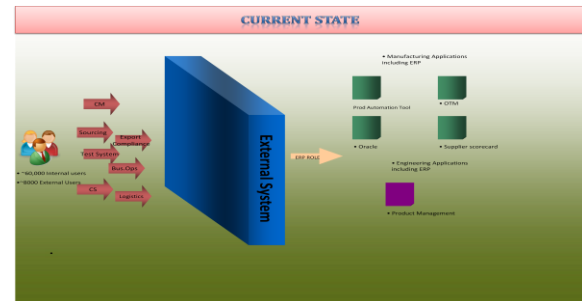 CURRENT STATE
• Manufacturing Applications
including ERP
CM
Sourcing
Export
Compliance
Test System
Bus Ops
CS
Logistics
• ~60,000 Internal users
• ~9000 External Users
External System
ERP ROLE
Prod Automation Tool
• OTM
• Oracle
• Supplier scorecard
• Engineering Applications
including ERP
• Product Management